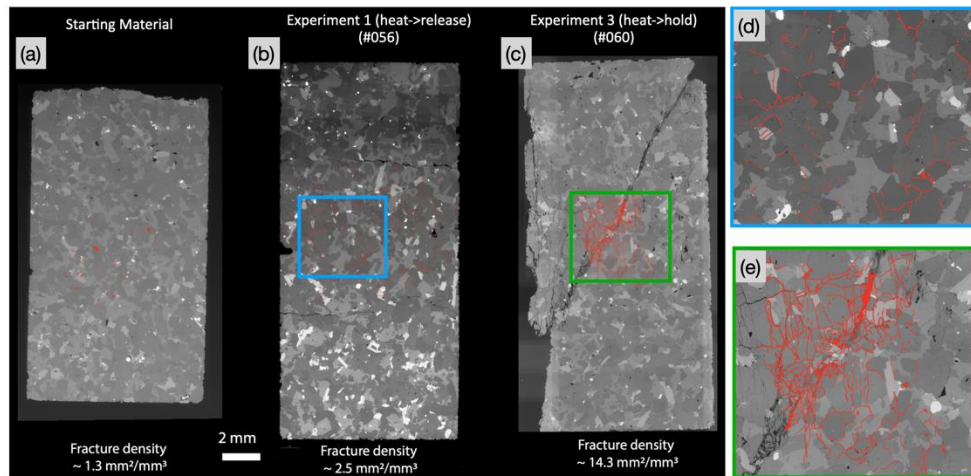 Starting Material
(a)
Fracture density
~ 1.3 mm²/mm³
2 mm
Experiment 1 (heat->release)
(#056)
(b)
Fracture density
~ 2.5 mm²/mm³
Experiment 3 (heat->hold)
(#060)
(c)
Fracture density
~ 14.3 mm²/mm³
(d)
(e)